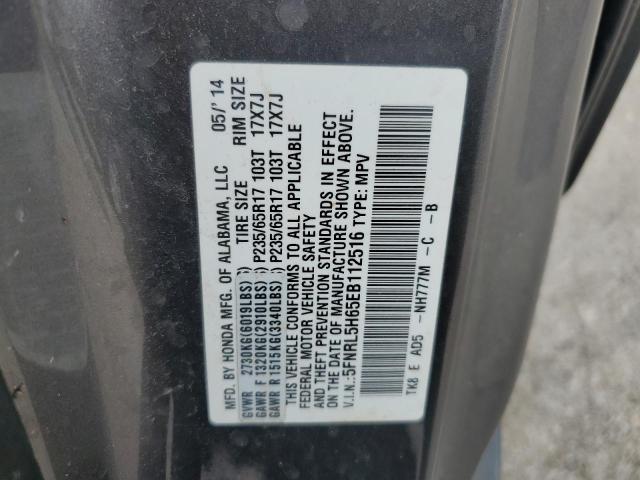 MFD. BY HONDA MFG. OF ALABAMA, LLC 05/'14
TIRE SIZE RIM SIZE
GVWR 2730KG(6019LBS)
GAWR F 1320KG(2910LBS) P235/65R17 103T 17X7J
GAWR R 1515KG(3340LBS) P235/65R17 103T 17X7J
THIS VEHICLE CONFORMS TO ALL APPLICABLE
FEDERAL MOTOR VEHICLE SAFETY
AND THEFT PREVENTION STANDARDS IN EFFECT
ON THE DATE OF MANUFACTURE SHOWN ABOVE.
V.I.N.:5FNRL5H65EB112516 TYPE: MPV
TK8 E AD5 -NH777M -C -B